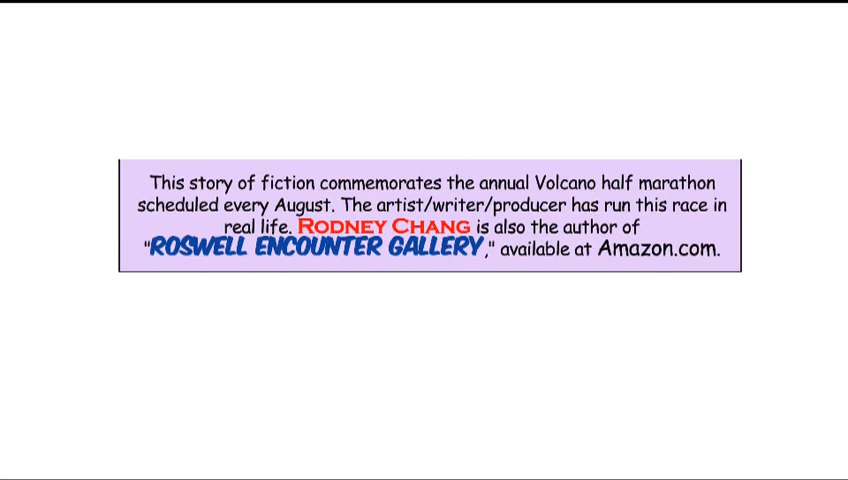 This story of fiction commemorates the annual Volcano half marathon
scheduled every August. The artist/writer/producer has run this race in
real life. RODNEY CHANG is also the author of
"ROSWELL ENCOUNTER GALLERY," available at Amazon.com.